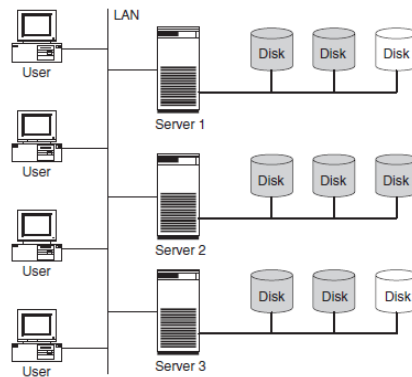 LAN
User
Server 1
Disk Disk Disk
User
Server 2
Disk Disk Disk
User
Server 3
Disk Disk Disk
User